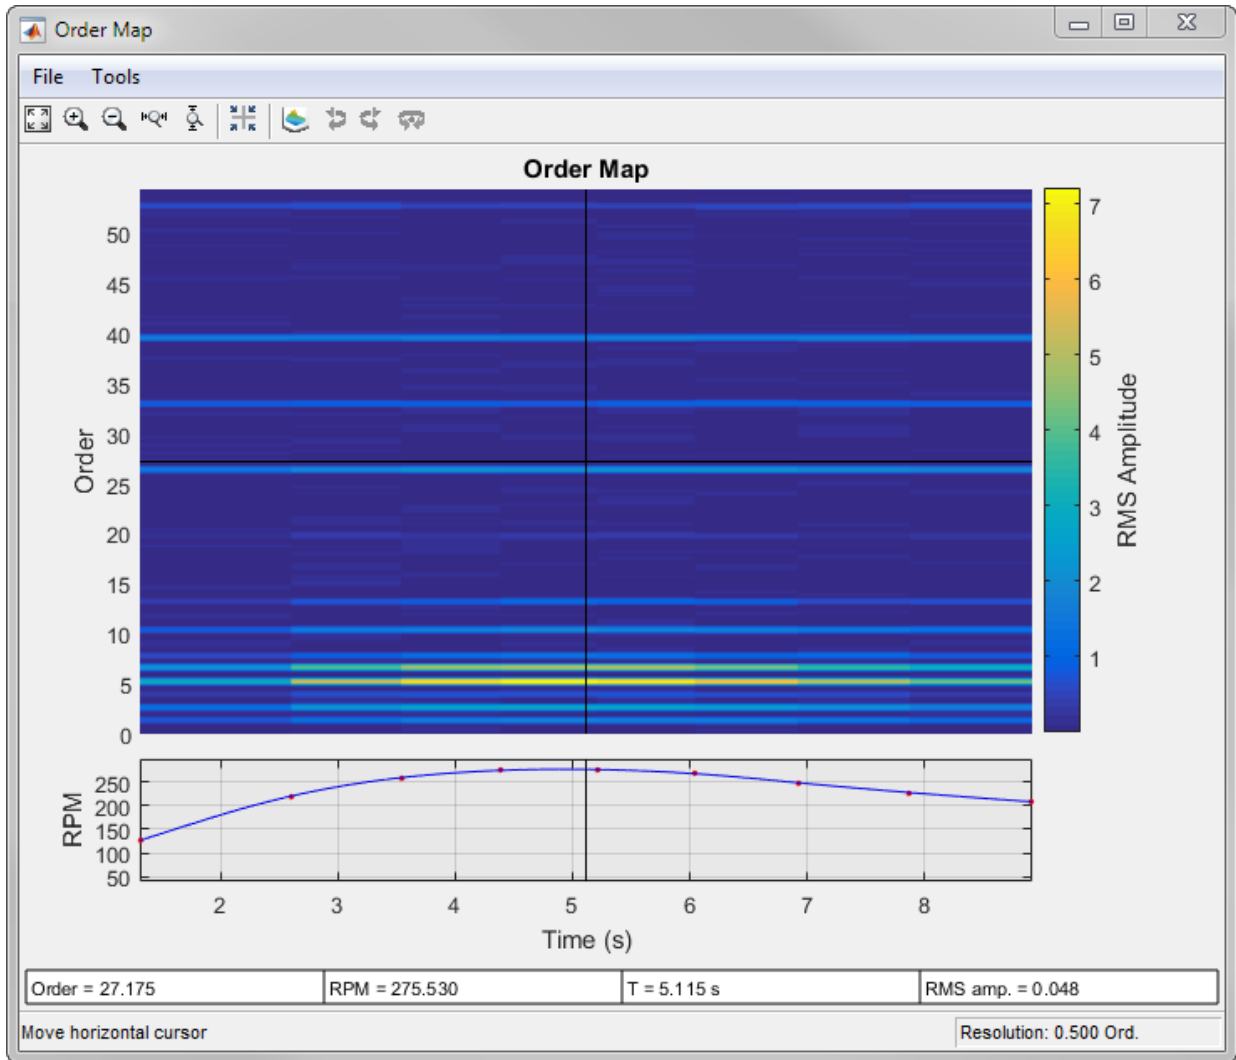 Order Map
File Tools
Order Map
50
45
40
35
30
25
20
15
10
5
0
Order
7
6
5
4
3
2
1
RMS Amplitude
250
200
150
100
50
RPM
2 3 4 5 6 7 8
Time (s)
Order = 27.175 RPM = 275.530 T = 5.115 s RMS amp. = 0.048
Move horizontal cursor Resolution: 0.500 Ord.